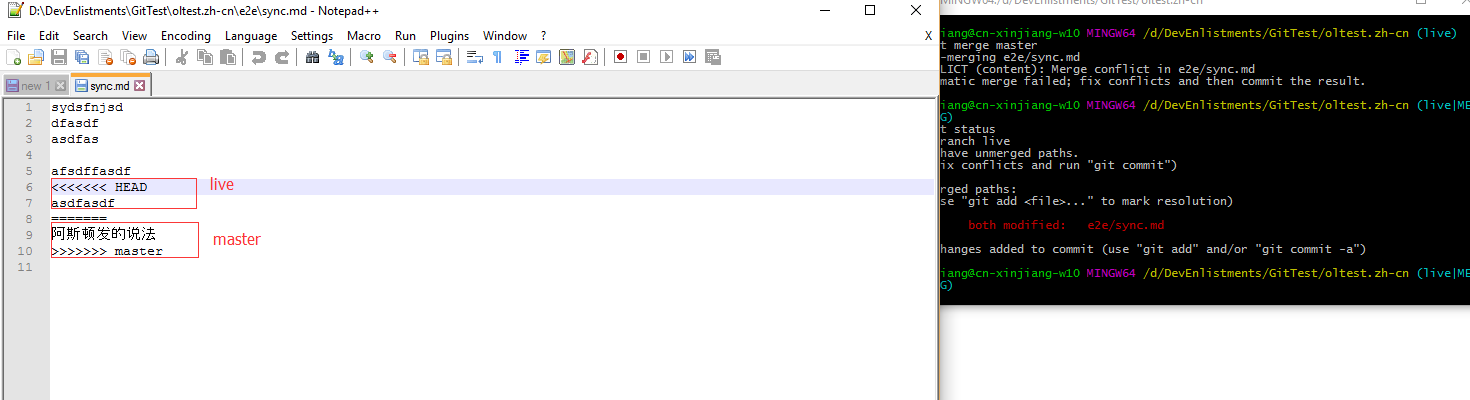 D:\DevEnlistments\GitTest\oltest.zh-cn\e2e\sync.md - Notepad++
File Edit Search View Encoding Language Settings Macro Run Plugins Window ? X
new 1 sync.md
1 sydsfnjsd
2 dfasdf
3 asdfas
4
5 afsdffasdf
6 <<<<<<< HEAD live
7 asdfasdf
8 =======
9 阿斯顿发的说法 master
10 >>>>>>> master
11
MINGW64:/d/DevEnlistments/GitTest/oltest.zh-cn
iang@cn-xinjiang-w10 MINGW64 /d/DevEnlistments/GitTest/oltest.zh-cn (live)
t merge master
-merging e2e/sync.md
LICT (content): Merge conflict in e2e/sync.md
matic merge failed; fix conflicts and then commit the result.
iang@cn-xinjiang-w10 MINGW64 /d/DevEnlistments/GitTest/oltest.zh-cn (live|ME
G)
t status
ranch live
have unmerged paths.
ix conflicts and run "git commit")
rged paths:
se "git add <file>..." to mark resolution)
both modified: e2e/sync.md
hanges added to commit (use "git add" and/or "git commit -a")
iang@cn-xinjiang-w10 MINGW64 /d/DevEnlistments/GitTest/oltest.zh-cn (live|ME
G)